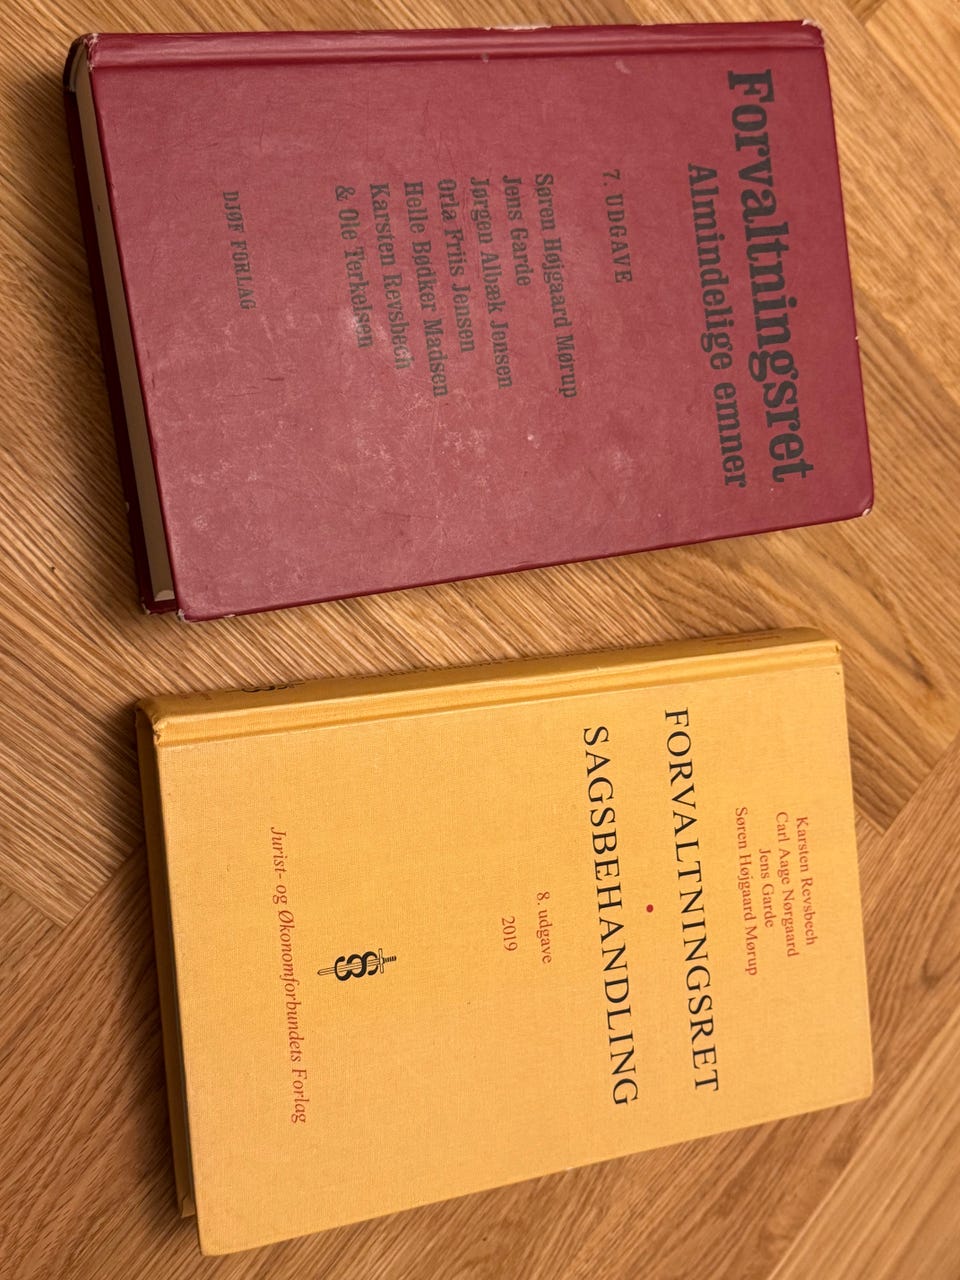 Forvaltningsret
Almindelige emner
7. UDGAVE
Søren Højgaard Mørup
Jens Garde
Jørgen Albæk Jensen
Orla Friis Jensen
Helle Bødker Madsen
Karsten Revsbech
& Ole Terkelsen
DJØF FORLAG
Karsten Revsbech
Carl Aage Nørgaard
Jens Garde
Søren Højgaard Mørup
FORVALTNINGSRET
•
SAGSBEHANDLING
8. udgave
2019
Jurist- og Økonomforbundets Forlag